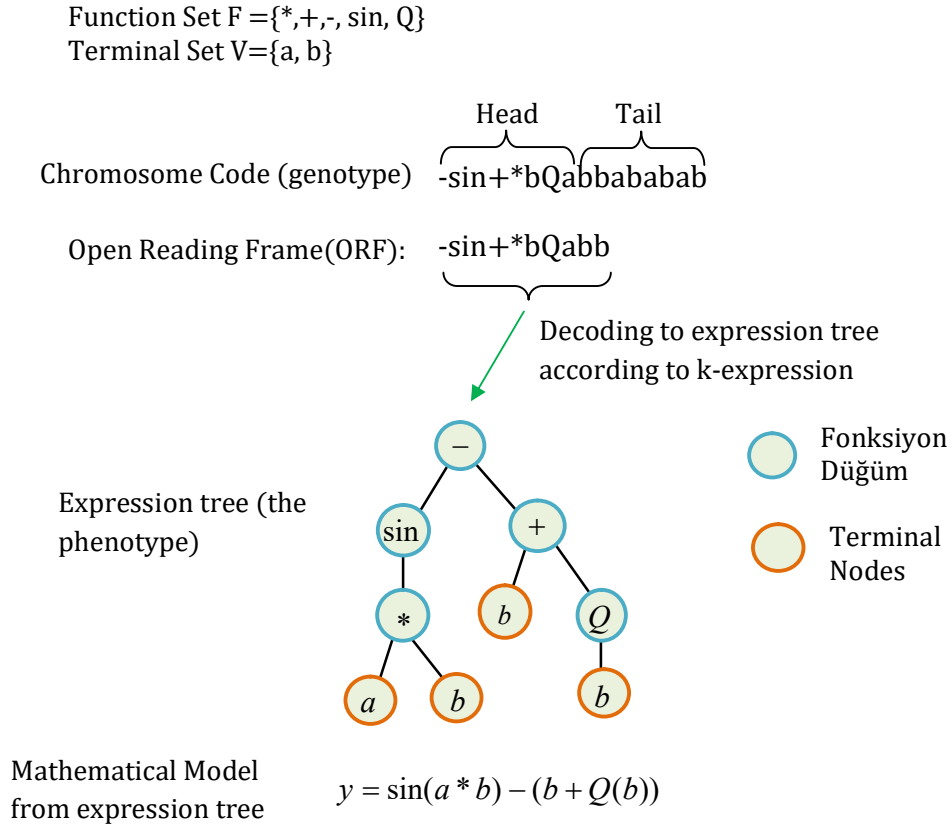 Function Set F ={*,+,-, sin, Q}
Terminal Set V={a, b}
Head Tail
Chromosome Code (genotype) -sin+*bQabbababab
Open Reading Frame(ORF): -sin+*bQabb
Decoding to expression tree
according to k-expression
−
Fonksiyon
Düğüm
Expression tree (the
phenotype)
sin +
Terminal
Nodes
* b Q
a b b
Mathematical Model
from expression tree
y = sin(a * b) − (b + Q(b))